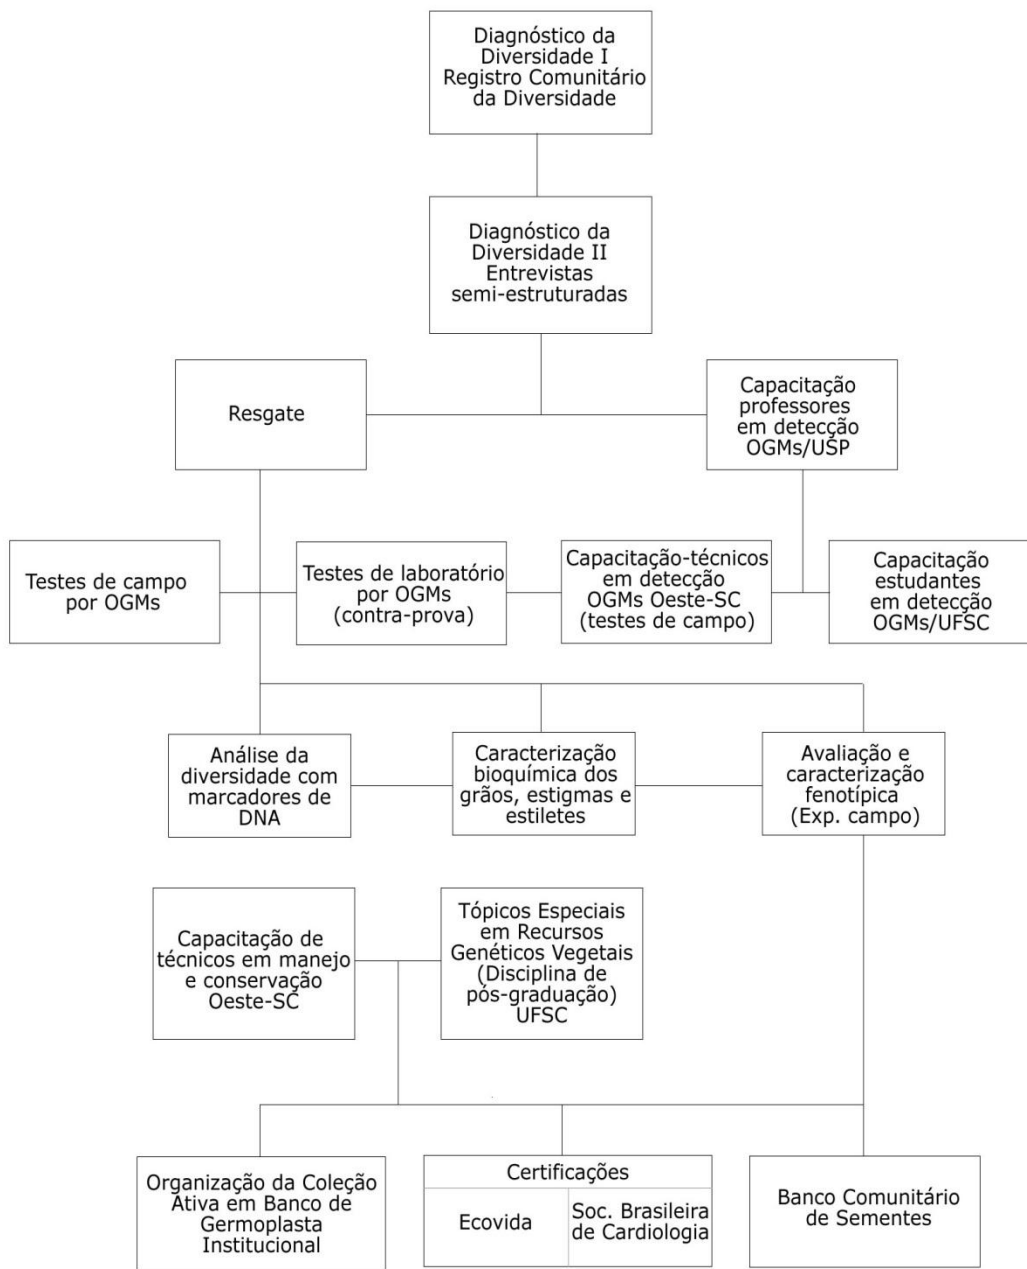 Diagnóstico da
Diversidade I
Registro Comunitário
da Diversidade
Diagnóstico da
Diversidade II
Entrevistas
semi-estruturadas
Resgate
Capacitação
professores
em detecção
OGMs/USP
Testes de campo
por OGMs
Testes de laboratório
por OGMs
(contra-prova)
Capacitação-técnicos
em detecção
OGMs Oeste-SC
(testes de campo)
Capacitação
estudantes
em detecção
OGMs/UFSC
Análise da
diversidade com
marcadores de
DNA
Caracterização
bioquímica dos
grãos, estigmas e
estiletes
Avaliação e
caracterização
fenotípica
(Exp. campo)
Capacitação de
técnicos em manejo
e conservação
Oeste-SC
Tópicos Especiais
em Recursos
Genéticos Vegetais
(Disciplina de
pós-graduação)
UFSC
Organização da Coleção
Ativa em Banco de
Germoplasta
Institucional
Certificações
Ecovida
Soc. Brasileira
de Cardiologia
Banco Comunitário
de Sementes